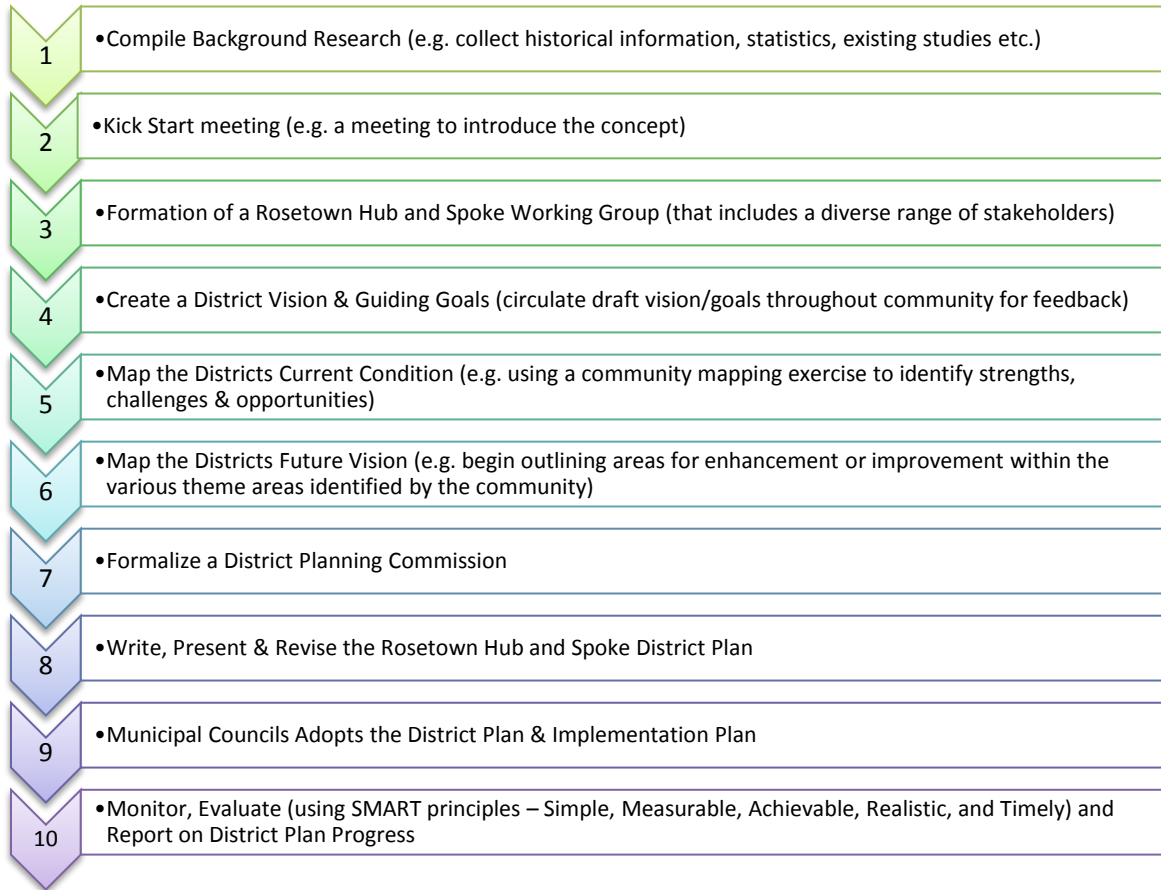 1
•Compile Background Research (e.g. collect historical information, statistics, existing studies etc.)
2
•Kick Start meeting (e.g. a meeting to introduce the concept)
3
•Formation of a Rosetown Hub and Spoke Working Group (that includes a diverse range of stakeholders)
4
•Create a District Vision & Guiding Goals (circulate draft vision/goals throughout community for feedback)
5
•Map the Districts Current Condition (e.g. using a community mapping exercise to identify strengths,
challenges & opportunities)
6
•Map the Districts Future Vision (e.g. begin outlining areas for enhancement or improvement within the
various theme areas identified by the community)
7
•Formalize a District Planning Commission
8
•Write, Present & Revise the Rosetown Hub and Spoke District Plan
9
•Municipal Councils Adopts the District Plan & Implementation Plan
10
•Monitor, Evaluate (using SMART principles – Simple, Measurable, Achievable, Realistic, and Timely) and
Report on District Plan Progress